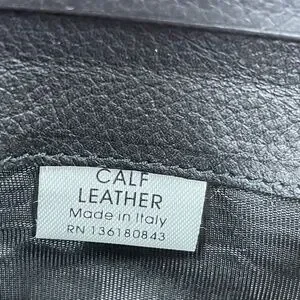 CALF
LEATHER
Made in Italy
RN 136180843